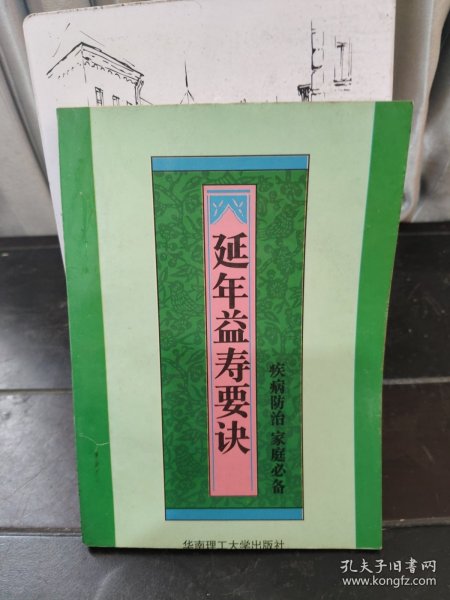 延年益寿要诀
疾病防治 家庭必备
华南理工大学出版社
孔夫子旧书网
www.kongfz.com